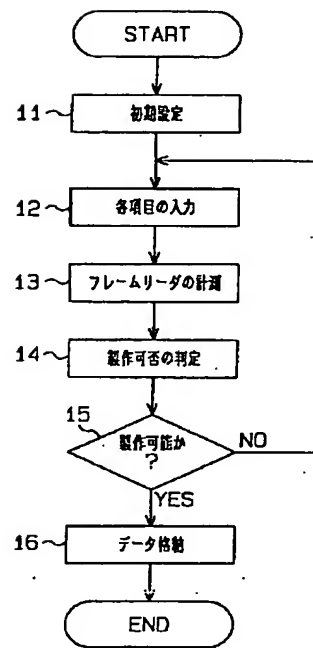 START
11
初期設定
12
各項目の入力
13
フレームリーダの計測
14
製作可否の判定
15
製作可能か
?
NO
YES
16
データ格納
END